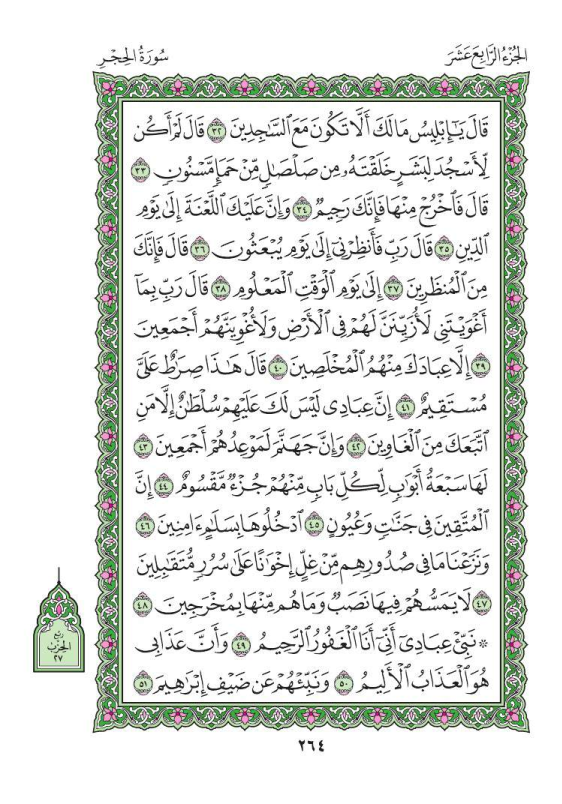 الجُزْءُ الرَّابِعَ عَشَرَ
سُورَةُ الحِجْرِ
قَالَ يَـٰٓإِبْلِيسُ مَا لَكَ أَلَّا تَكُونَ مَعَ ٱلسَّـٰجِدِينَ ٣٢ قَالَ لَمْ أَكُن
لِّأَسْجُدَ لِبَشَرٍ خَلَقْتَهُۥ مِن صَلْصَـٰلٍ مِّنْ حَمَإٍ مَّسْنُونٍ ٣٣
قَالَ فَٱخْرُجْ مِنْهَا فَإِنَّكَ رَجِيمٌ ٣٤ وَإِنَّ عَلَيْكَ ٱللَّعْنَةَ إِلَىٰ يَوْمِ
ٱلدِّينِ ٣٥ قَالَ رَبِّ فَأَنظِرْنِىٓ إِلَىٰ يَوْمِ يُبْعَثُونَ ٣٦ قَالَ فَإِنَّكَ
مِنَ ٱلْمُنظَرِينَ ٣٧ إِلَىٰ يَوْمِ ٱلْوَقْتِ ٱلْمَعْلُومِ ٣٨ قَالَ رَبِّ بِمَآ
أَغْوَيْتَنِى لَأُزَيِّنَنَّ لَهُمْ فِى ٱلْأَرْضِ وَلَأُغْوِيَنَّهُمْ أَجْمَعِينَ
٣٩ إِلَّا عِبَادَكَ مِنْهُمُ ٱلْمُخْلَصِينَ ٤٠ قَالَ هَـٰذَا صِرَٰطٌ عَلَىَّ
مُسْتَقِيمٌ ٤١ إِنَّ عِبَادِى لَيْسَ لَكَ عَلَيْهِمْ سُلْطَـٰنٌ إِلَّا مَنِ
ٱتَّبَعَكَ مِنَ ٱلْغَاوِينَ ٤٢ وَإِنَّ جَهَنَّمَ لَمَوْعِدُهُمْ أَجْمَعِينَ ٤٣
لَهَا سَبْعَةُ أَبْوَٰبٍ لِّكُلِّ بَابٍ مِّنْهُمْ جُزْءٌ مَّقْسُومٌ ٤٤ إِنَّ
ٱلْمُتَّقِينَ فِى جَنَّـٰتٍ وَعُيُونٍ ٤٥ ٱدْخُلُوهَا بِسَلَـٰمٍ ءَامِنِينَ ٤٦
وَنَزَعْنَا مَا فِى صُدُورِهِم مِّنْ غِلٍّ إِخْوَٰنًا عَلَىٰ سُرُرٍ مُّتَقَـٰبِلِينَ
٤٧ لَا يَمَسُّهُمْ فِيهَا نَصَبٌ وَمَا هُم مِّنْهَا بِمُخْرَجِينَ ٤٨
۞ نَبِّئْ عِبَادِىٓ أَنِّىٓ أَنَا ٱلْغَفُورُ ٱلرَّحِيمُ ٤٩ وَأَنَّ عَذَابِى
هُوَ ٱلْعَذَابُ ٱلْأَلِيمُ ٥٠ وَنَبِّئْهُمْ عَن ضَيْفِ إِبْرَٰهِيمَ ٥١
ربع
الحزب
٢٧
٢٦٤